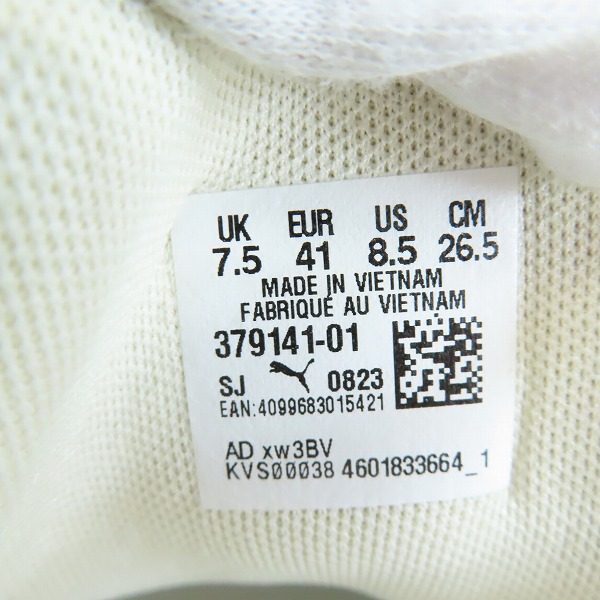 UK EUR US CM
7.5 41 8.5 26.5
MADE IN VIETNAM
FABRIQUÉ AU VIETNAM
379141-01
SJ 0823
EAN:4099683015421
AD xw3BV
KVS00038 4601833664_1